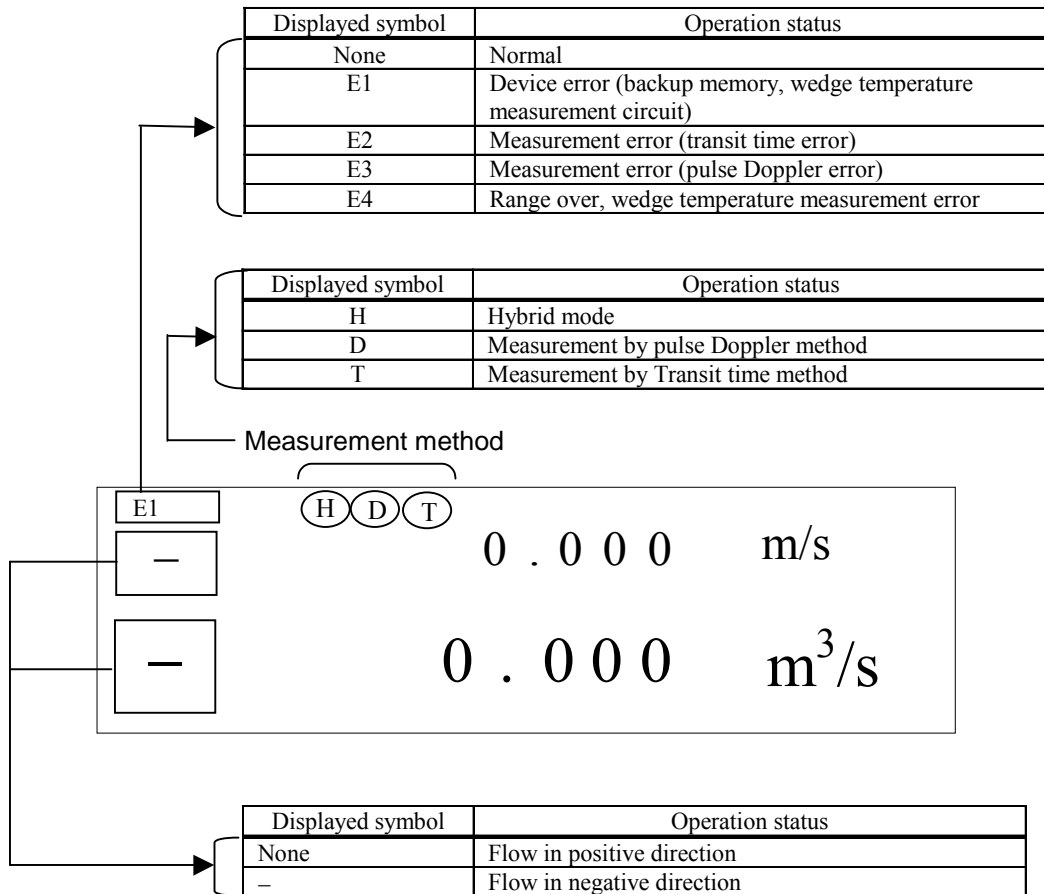 Displayed symbol Operation status
None Normal
E1 Device error (backup memory, wedge temperature
measurement circuit)
E2 Measurement error (transit time error)
E3 Measurement error (pulse Doppler error)
E4 Range over, wedge temperature measurement error
Displayed symbol Operation status
H Hybrid mode
D Measurement by pulse Doppler method
T Measurement by Transit time method
Measurement method
E1 H D T
– 0 . 0 0 0 m/s
– 0 . 0 0 0 m³/s
Displayed symbol Operation status
None Flow in positive direction
– Flow in negative direction